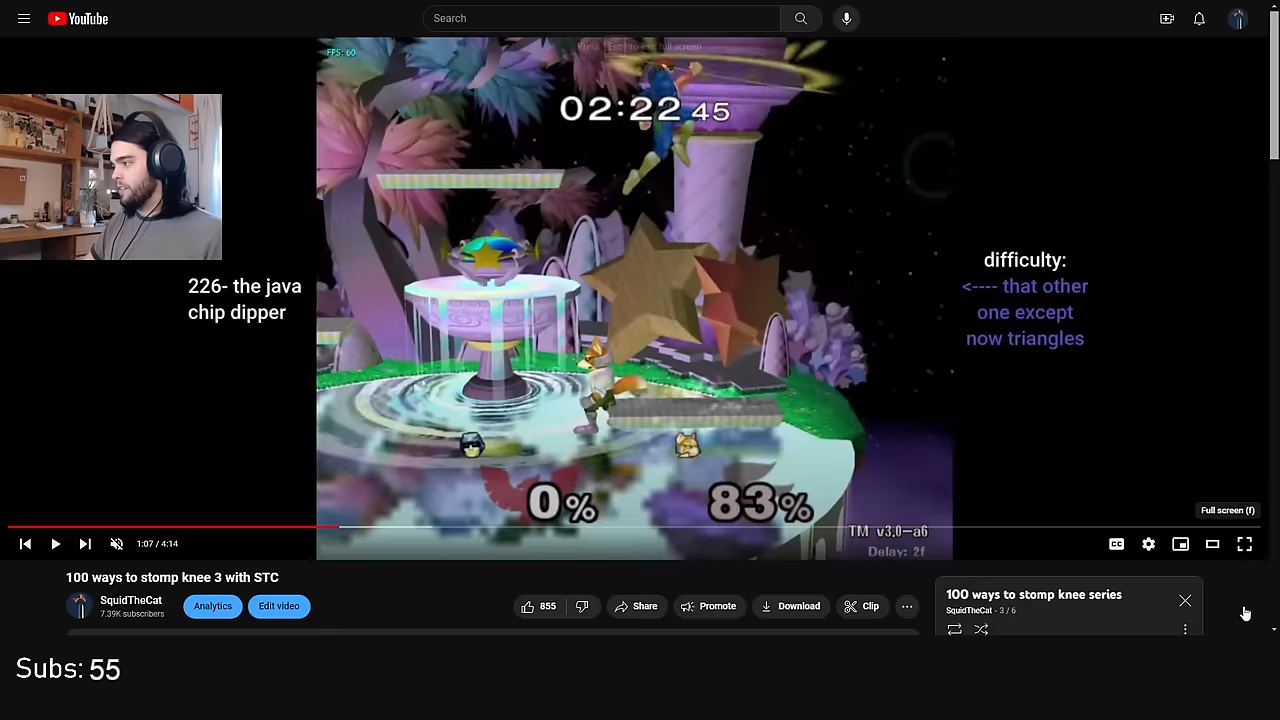 YouTube
Search
FPS: 60
Press Esc to exit full screen
02:22 45
226- the java
chip dipper
difficulty:
<---- that other
one except
now triangles
0%
83%
TM v3.0-a6
Delay: 2f
Full screen (f)
1:07 / 4:14
CC
100 ways to stomp knee 3 with STC
SquidTheCat
7.39K subscribers
Analytics
Edit video
855
Share
Promote
Download
Clip
100 ways to stomp knee series
SquidTheCat - 3 / 6
Subs: 55